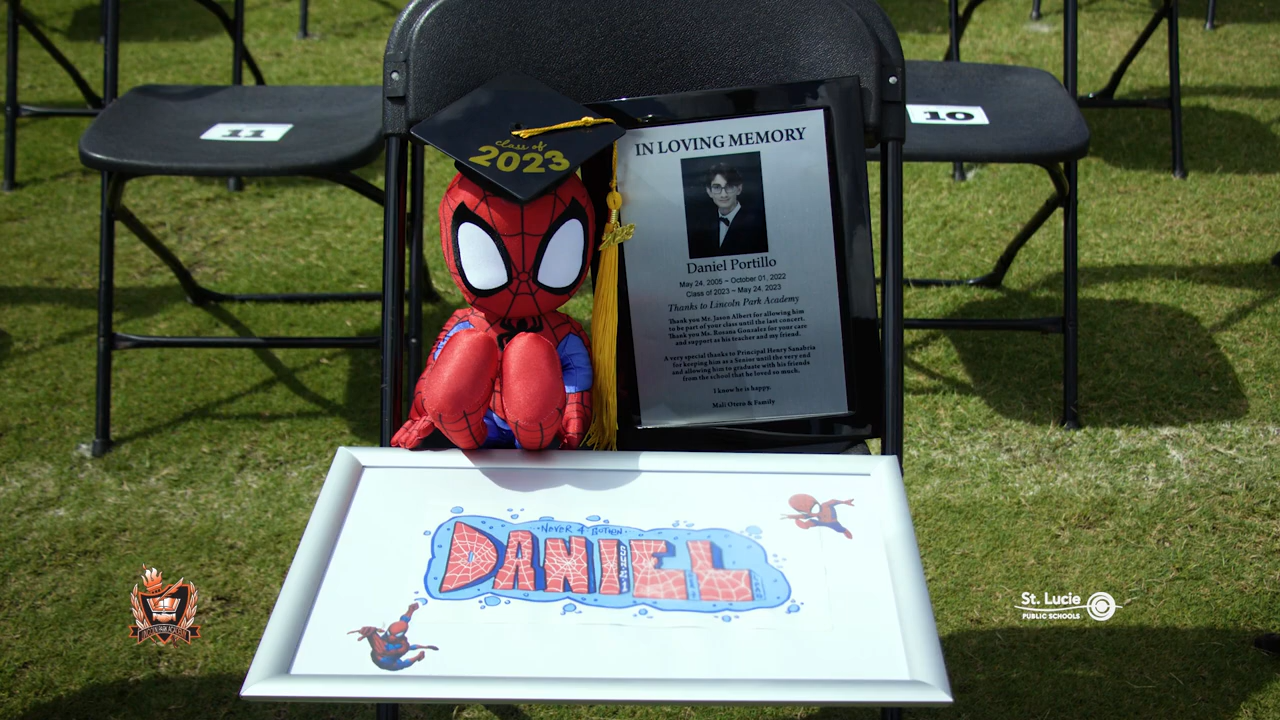 11
10
class of
2023
IN LOVING MEMORY
Daniel Portillo
May 24, 2005 ~ October 01, 2022
Class of 2023 ~ May 24, 2023
Thanks to Lincoln Park Academy
Thank you Mr. Jason Albert for allowing him
to be part of your class until the last concert.
Thank you Ms. Roxana Gonzalez for your care
and support as his teacher and my friend.
A very special thanks to Principal Henry Sanabria
for keeping him as a Senior until the very end
and allowing him to graduate with his friends
from the school that he loved so much.
I know he is happy.
Mali Otero & Family
NEVER 4 GOTTEN
DANIEL
St. Lucie
PUBLIC SCHOOLS